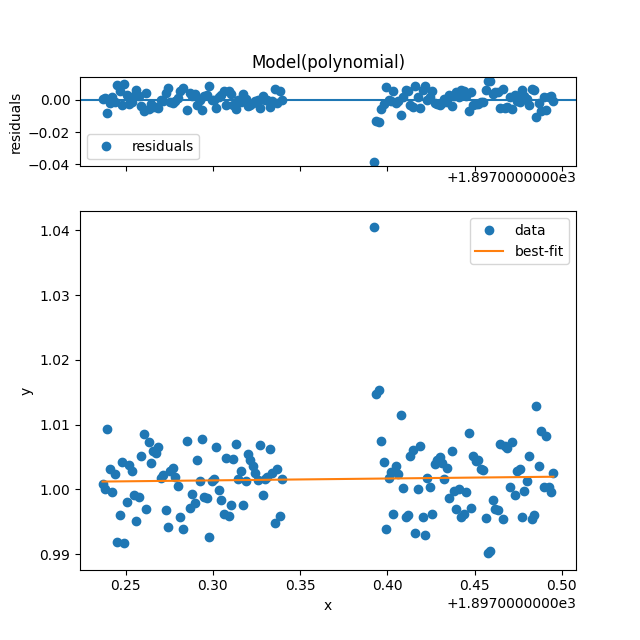 Model(polynomial)
residuals
0.00
−0.02
−0.04
residuals
+1.8970000000e3
y
1.04
1.03
1.02
1.01
1.00
0.99
data
best-fit
0.25 0.30 0.35 0.40 0.45 0.50
x
+1.8970000000e3